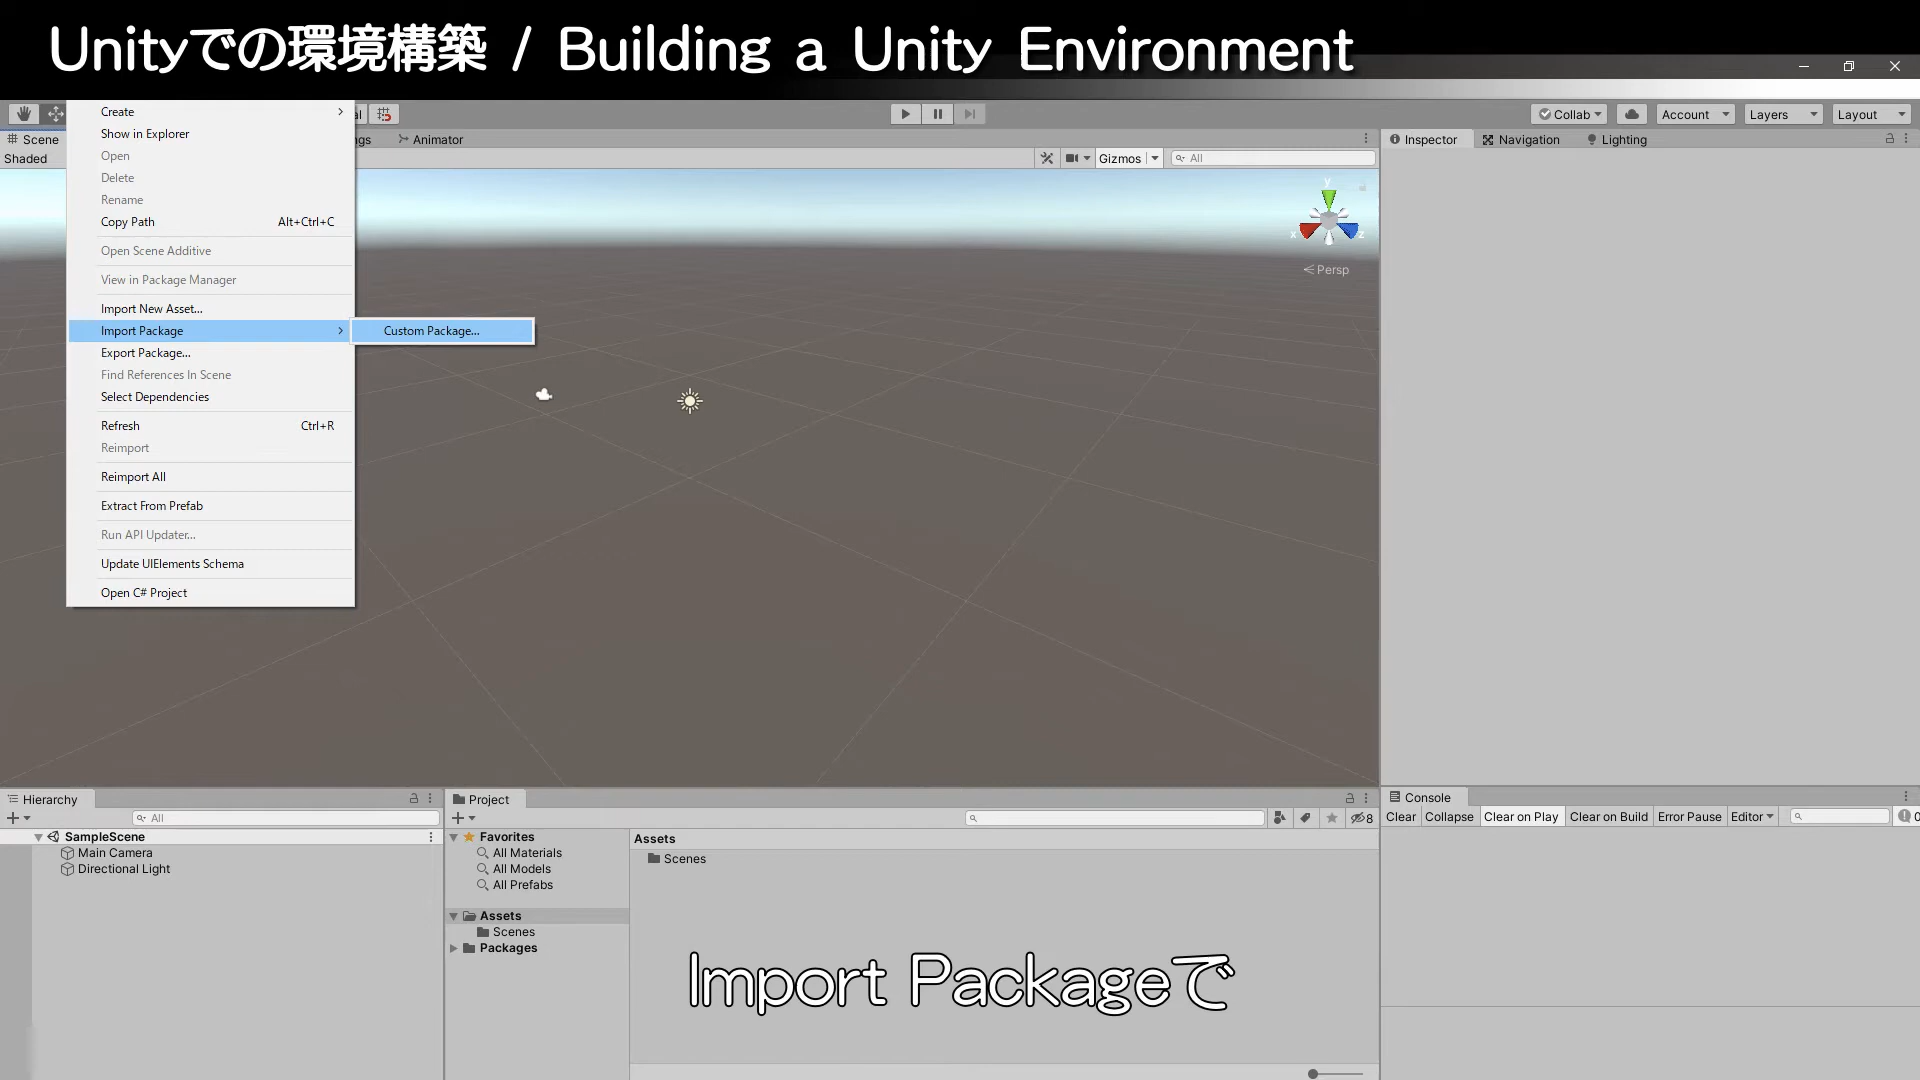 Unityでの環境構築 / Building a Unity Environment
Collab
Account
Layers
Layout
Create
Show in Explorer
Open
Delete
Rename
Copy Path Alt+Ctrl+C
Open Scene Additive
View in Package Manager
Import New Asset...
Import Package
Custom Package...
Export Package...
Find References In Scene
Select Dependencies
Refresh Ctrl+R
Reimport
Reimport All
Extract From Prefab
Run API Updater...
Update UIElements Schema
Open C# Project
Scene
Animator
Shaded
Gizmos
All
y
x
z
Persp
Inspector
Navigation
Lighting
Hierarchy
All
SampleScene
Main Camera
Directional Light
Project
8
Favorites
All Materials
All Models
All Prefabs
Assets
Scenes
Packages
Assets
Scenes
Console
Clear Collapse Clear on Play Clear on Build Error Pause Editor
0
Import Packageで